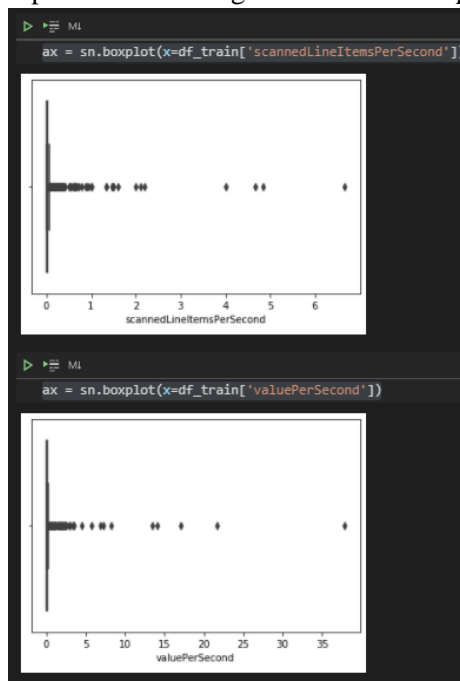 M↓
ax = sn.boxplot(x=df_train['scannedLineItemsPerSecond'])
0 1 2 3 4 5 6
scannedLineItemsPerSecond
M↓
ax = sn.boxplot(x=df_train['valuePerSecond'])
0 5 10 15 20 25 30 35
valuePerSecond